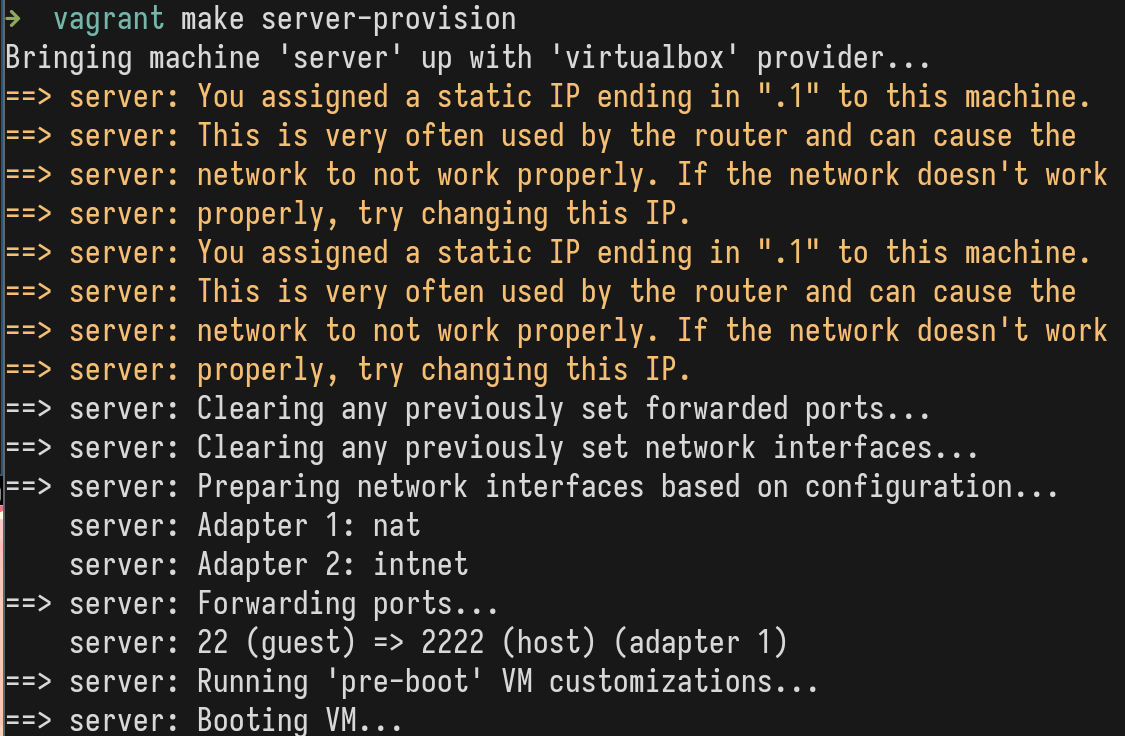 → vagrant make server-provision
Bringing machine 'server' up with 'virtualbox' provider...
==> server: You assigned a static IP ending in ".1" to this machine.
==> server: This is very often used by the router and can cause the
==> server: network to not work properly. If the network doesn't work
==> server: properly, try changing this IP.
==> server: You assigned a static IP ending in ".1" to this machine.
==> server: This is very often used by the router and can cause the
==> server: network to not work properly. If the network doesn't work
==> server: properly, try changing this IP.
==> server: Clearing any previously set forwarded ports...
==> server: Clearing any previously set network interfaces...
==> server: Preparing network interfaces based on configuration...
server: Adapter 1: nat
server: Adapter 2: intnet
==> server: Forwarding ports...
server: 22 (guest) => 2222 (host) (adapter 1)
==> server: Running 'pre-boot' VM customizations...
==> server: Booting VM...